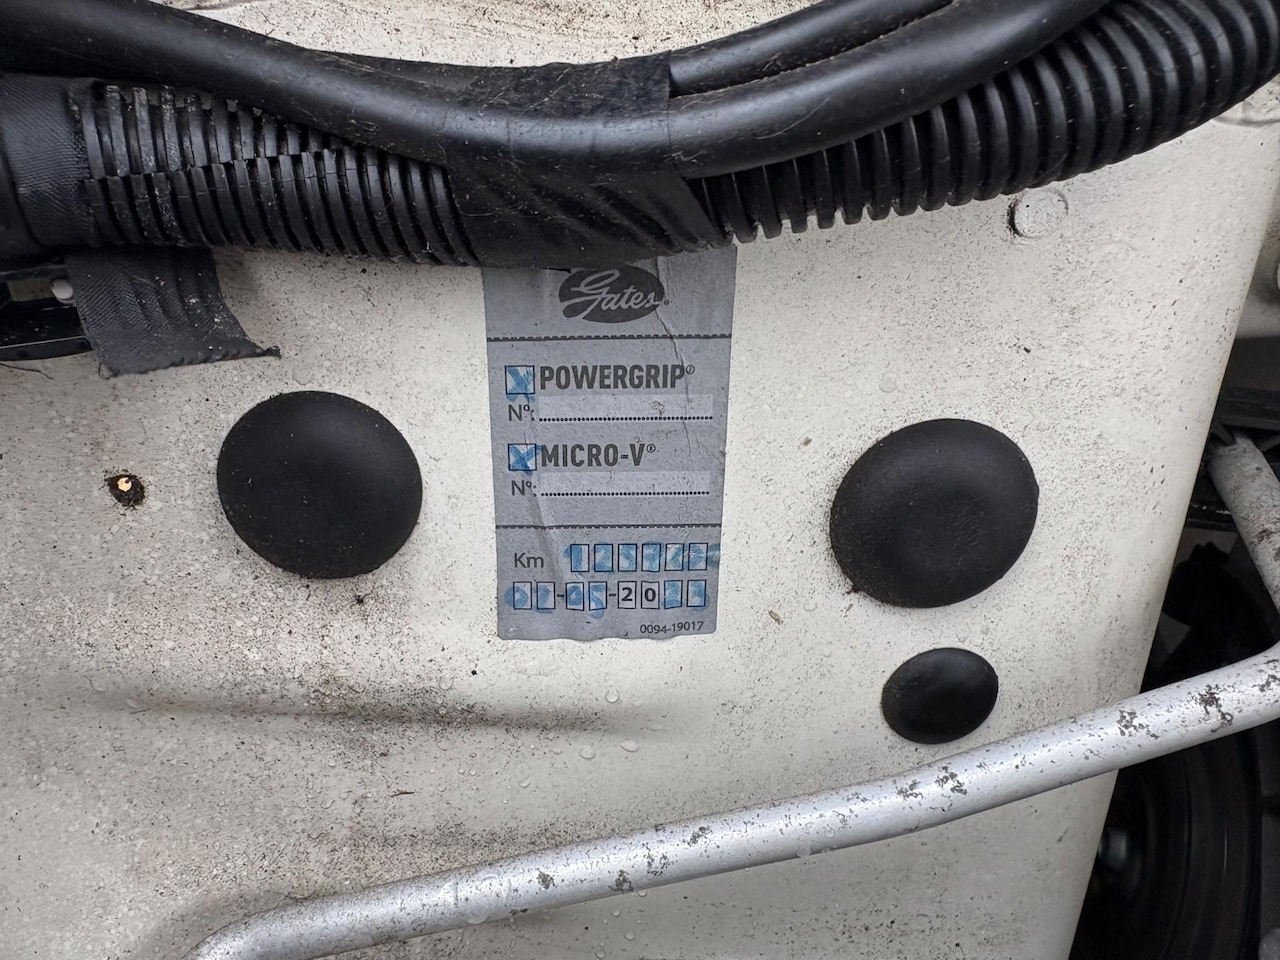 Gates®
POWERGRIP®
Nº:
MICRO-V®
Nº:
Km
-20
0094-19017